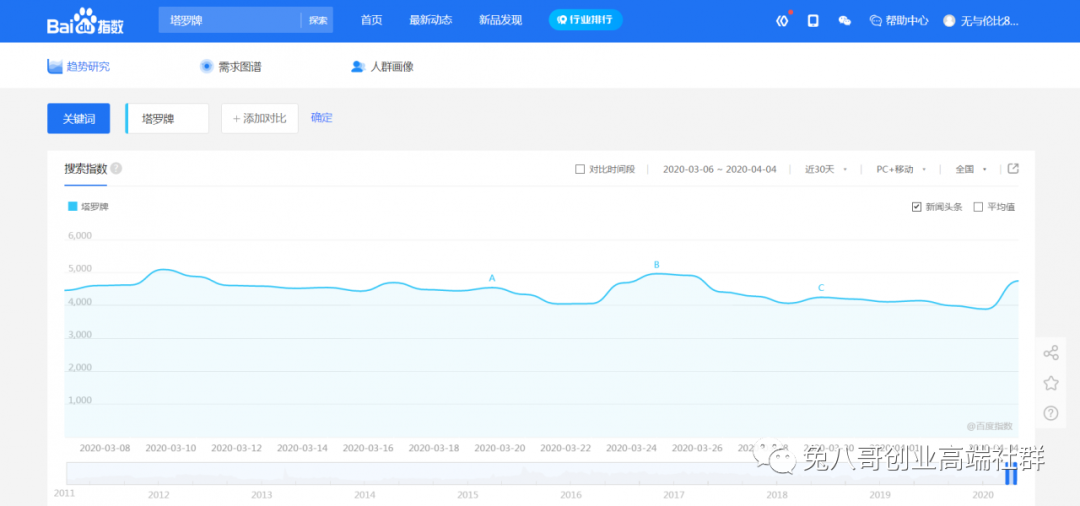 Bai du 指数 塔罗牌 探索 首页 最新动态 新品发现 行业排行 帮助中心 无与伦比8...
趋势研究 需求图谱 人群画像
关键词 塔罗牌 + 添加对比 确定
搜索指数 ? 对比时间段 2020-03-06 ~ 2020-04-04 近30天 PC+移动 全国
塔罗牌 新闻头条 平均值
6,000
5,000
4,000
3,000
2,000
1,000
A
B
C
@百度指数
2020-03-08 2020-03-10 2020-03-12 2020-03-14 2020-03-16 2020-03-18 2020-03-20 2020-03-22 2020-03-24 2020-03-26
兔八哥创业高端社群
2011 2012 2013 2014 2015 2016 2017 2018 2019 2020